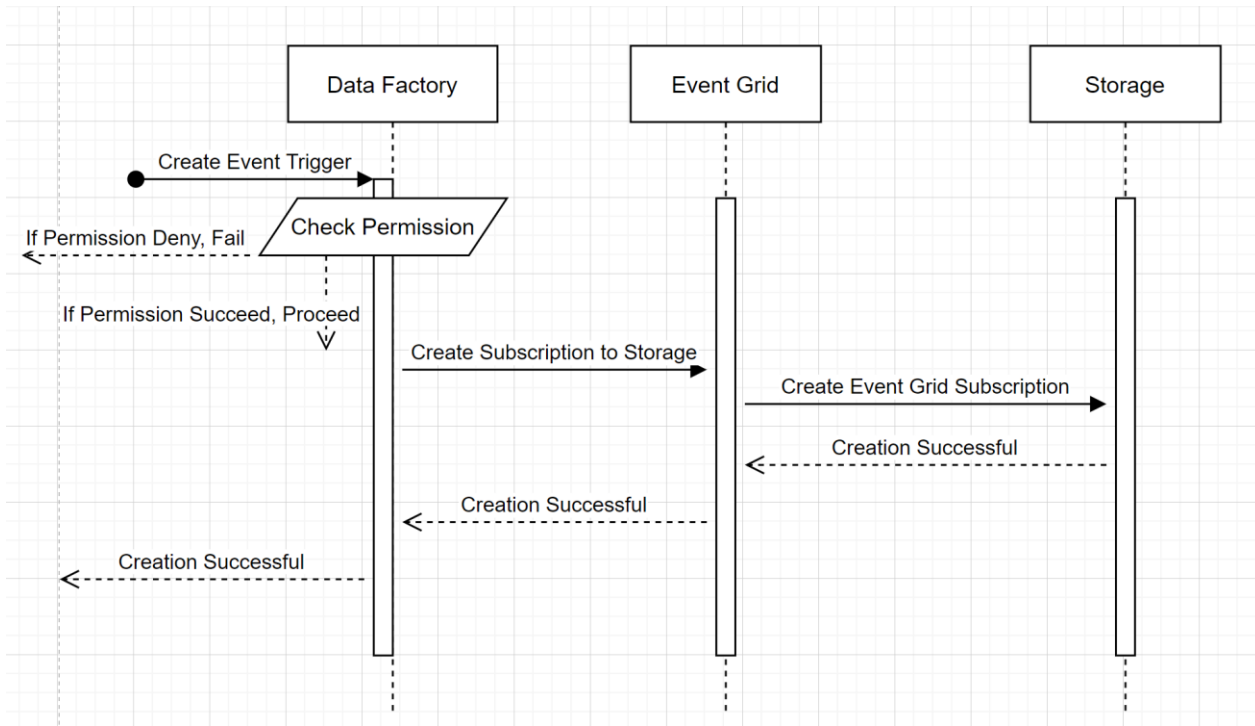 Data Factory
Event Grid
Storage
Create Event Trigger
Check Permission
If Permission Deny, Fail
If Permission Succeed, Proceed
Create Subscription to Storage
Create Event Grid Subscription
Creation Successful
Creation Successful
Creation Successful